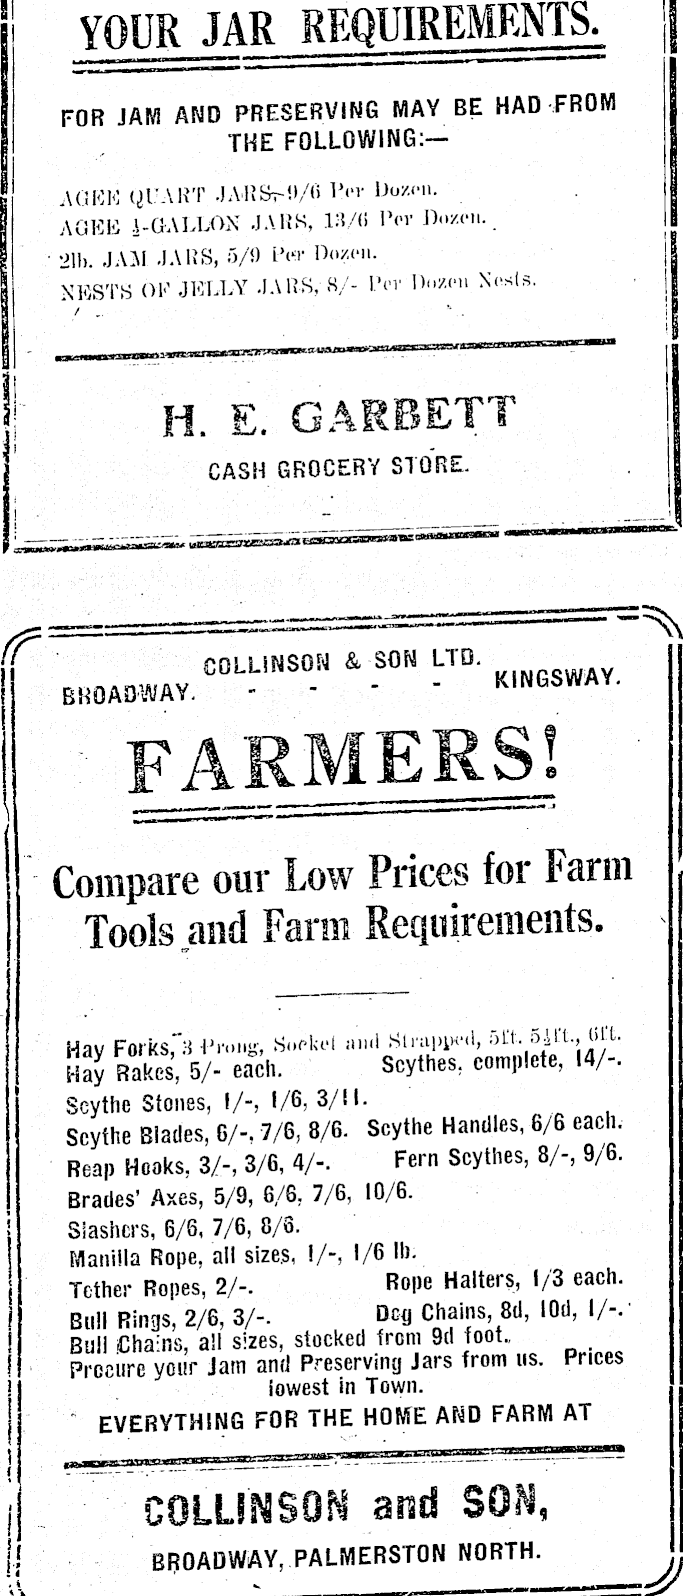 YOUR JAR REQUIREMENTS.
FOR JAM AND PRESERVING MAY BE HAD FROM
THE FOLLOWING:—
AGEE QUART JARS, 9/6 Per Dozen.
AGEE ½-GALLON JARS, 13/6 Per Dozen.
2lb. JAM JARS, 5/9 Per Dozen.
NESTS OF JELLY JARS, 8/- Per Dozen Nests.
H. E. GARBETT
CASH GROCERY STORE.
COLLINSON & SON LTD.
BROADWAY. - - - - KINGSWAY.
FARMERS!
Compare our Low Prices for Farm
Tools and Farm Requirements.
Hay Forks, 3 Prong, Socket and Strapped, 5ft. 5½ft., 6ft.
Hay Rakes, 5/- each. Scythes, complete, 14/-.
Scythe Stones, 1/-, 1/6, 3/11.
Scythe Blades, 6/-, 7/6, 8/6. Scythe Handles, 6/6 each.
Reap Hooks, 3/-, 3/6, 4/-. Fern Scythes, 8/-, 9/6.
Brades' Axes, 5/9, 6/6, 7/6, 10/6.
Slashers, 6/6, 7/6, 8/6.
Manilla Rope, all sizes, 1/-, 1/6 lb.
Tether Ropes, 2/-. Rope Halters, 1/3 each.
Bull Rings, 2/6, 3/-. Dog Chains, 8d, 10d, 1/-.
Bull Chains, all sizes, stocked from 9d foot.
Procure your Jam and Preserving Jars from us. Prices
lowest in Town.
EVERYTHING FOR THE HOME AND FARM AT
COLLINSON and SON,
BROADWAY, PALMERSTON NORTH.